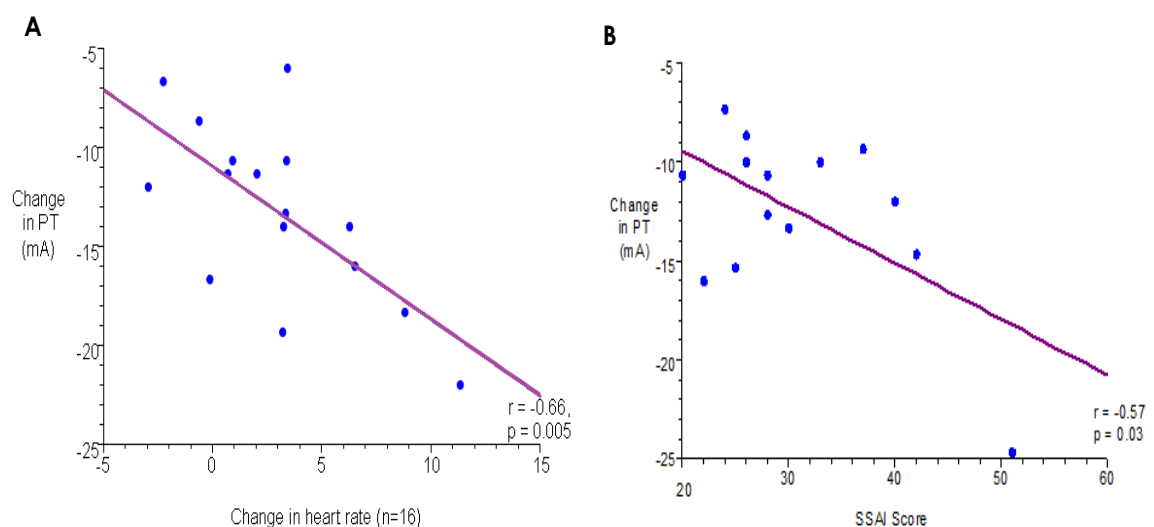 A
-5
-10
-15
-20
-25
Change
in PT
(mA)
-5
0
5
10
15
r = -0.66,
p = 0.005
Change in heart rate (n=16)
B
-5
-10
-15
-20
-25
Change
in PT
(mA)
20
30
40
50
60
r = -0.57
p = 0.03
SSAI Score